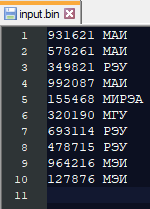 input.bin
1 931621 МАИ
2 578261 МАИ
3 349821 РЭУ
4 992087 МАИ
5 155468 МИРЭА
6 320190 МГУ
7 693114 РЭУ
8 478715 РЭУ
9 964216 МЭИ
10 127876 МЭИ
11